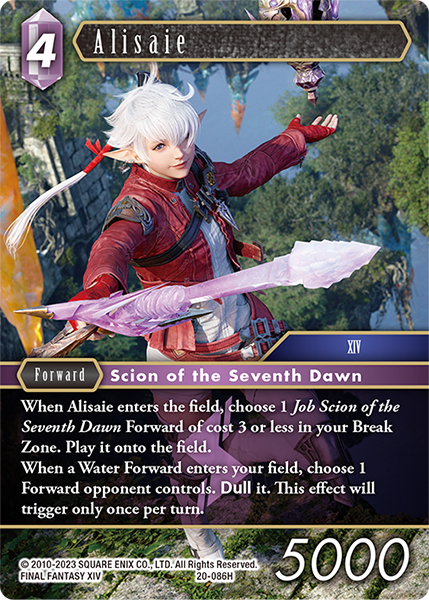 4
Alisaie
XIV
Forward
Scion of the Seventh Dawn
When Alisaie enters the field, choose 1 Job Scion of the
Seventh Dawn Forward of cost 3 or less in your Break
Zone. Play it onto the field.
When a Water Forward enters your field, choose 1
Forward opponent controls. Dull it. This effect will
trigger only once per turn.
© 2010-2023 SQUARE ENIX CO., LTD. All Rights Reserved.
FINAL FANTASY XIV
20-086H
5000